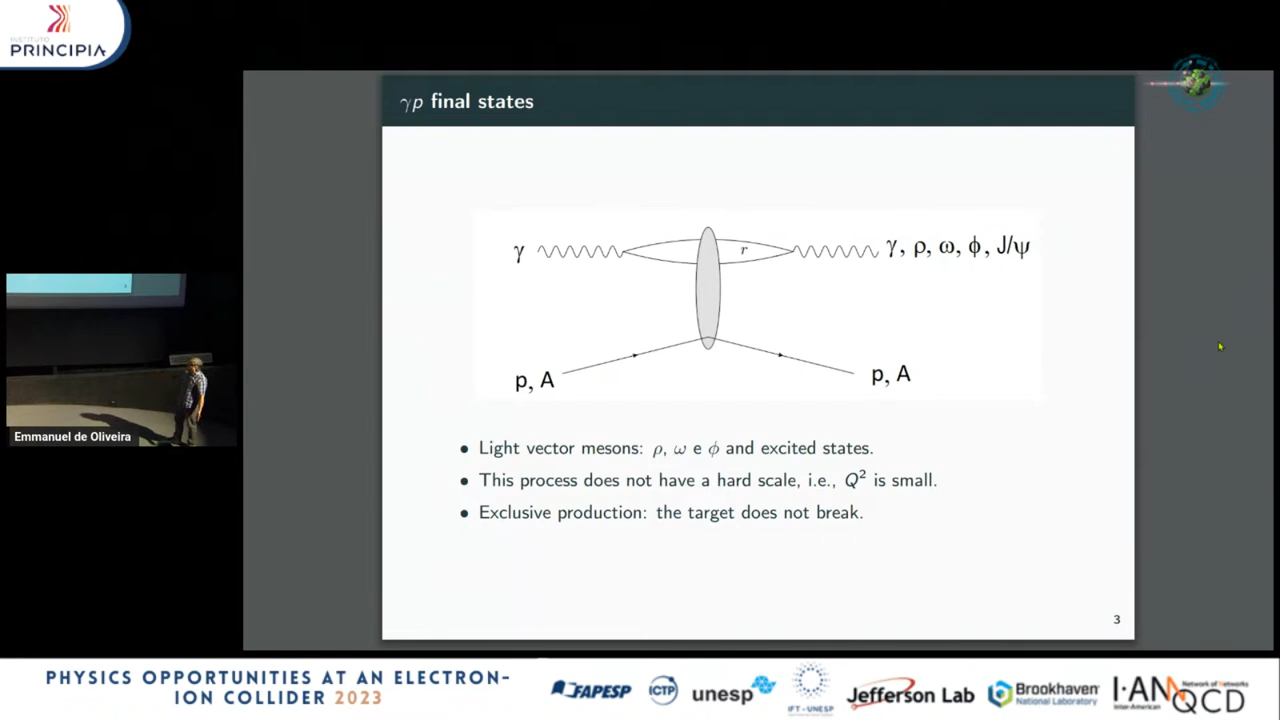 INSTITUTO
PRINCIPIA
γp final states
γ
r
γ, ρ, ω, ϕ, J/ψ
p, A
p, A
• Light vector mesons: ρ, ω e ϕ and excited states.
• This process does not have a hard scale, i.e., Q² is small.
• Exclusive production: the target does not break.
3
Emmanuel de Oliveira
PHYSICS OPPORTUNITIES AT AN ELECTRON-
ION COLLIDER 2023
FAPESP
ICTP
unesp
IFT - UNESP
Jefferson Lab
Brookhaven
National Laboratory
I·ANQCD
Network of Networks
Inter-American